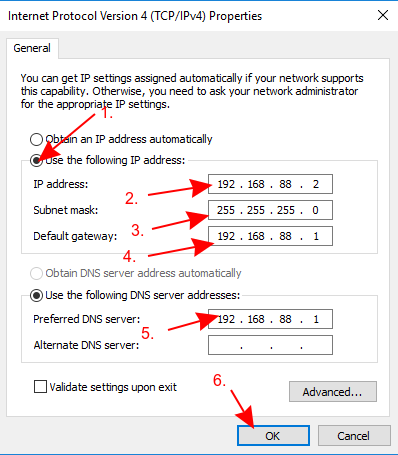 Internet Protocol Version 4 (TCP/IPv4) Properties
General
You can get IP settings assigned automatically if your network supports
this capability. Otherwise, you need to ask your network administrator
for the appropriate IP settings.
1.
Obtain an IP address automatically
Use the following IP address:
IP address: 2. 192 . 168 . 88 . 2
Subnet mask: 3. 255 . 255 . 255 . 0
Default gateway: 4. 192 . 168 . 88 . 1
Obtain DNS server address automatically
Use the following DNS server addresses:
Preferred DNS server: 5. 192 . 168 . 88 . 1
Alternate DNS server: . . .
Validate settings upon exit
6.
Advanced...
OK Cancel